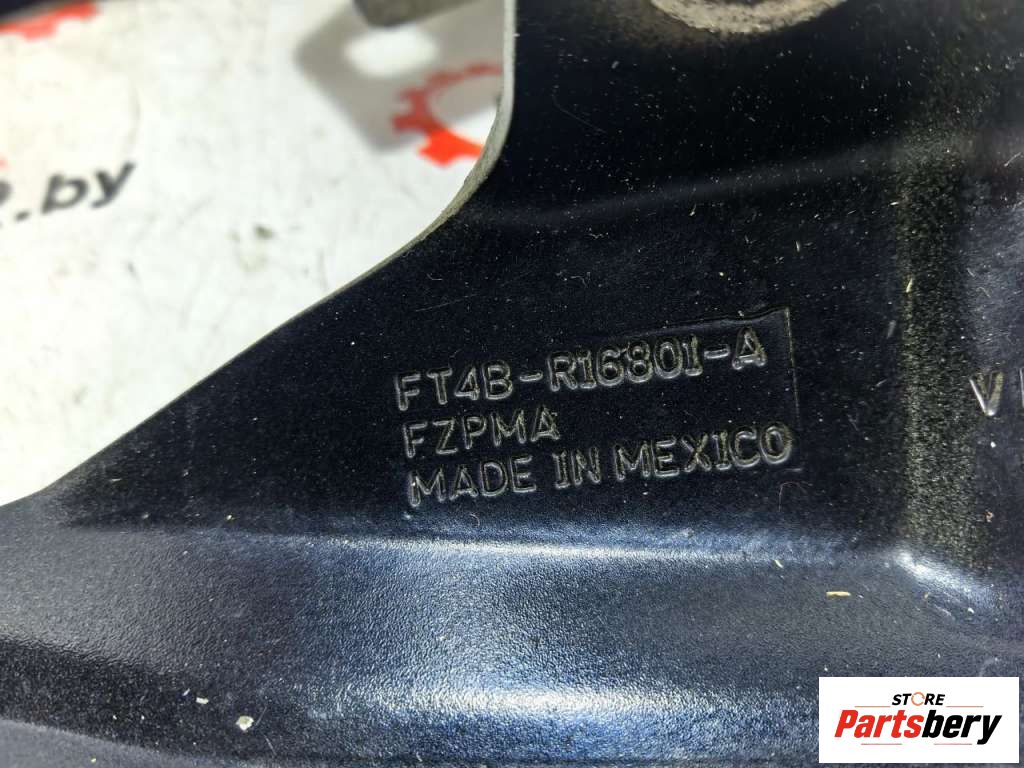 .by
FT4B-R16801-A
FZPMA
MADE IN MEXICO
V
STORE
Partsbery